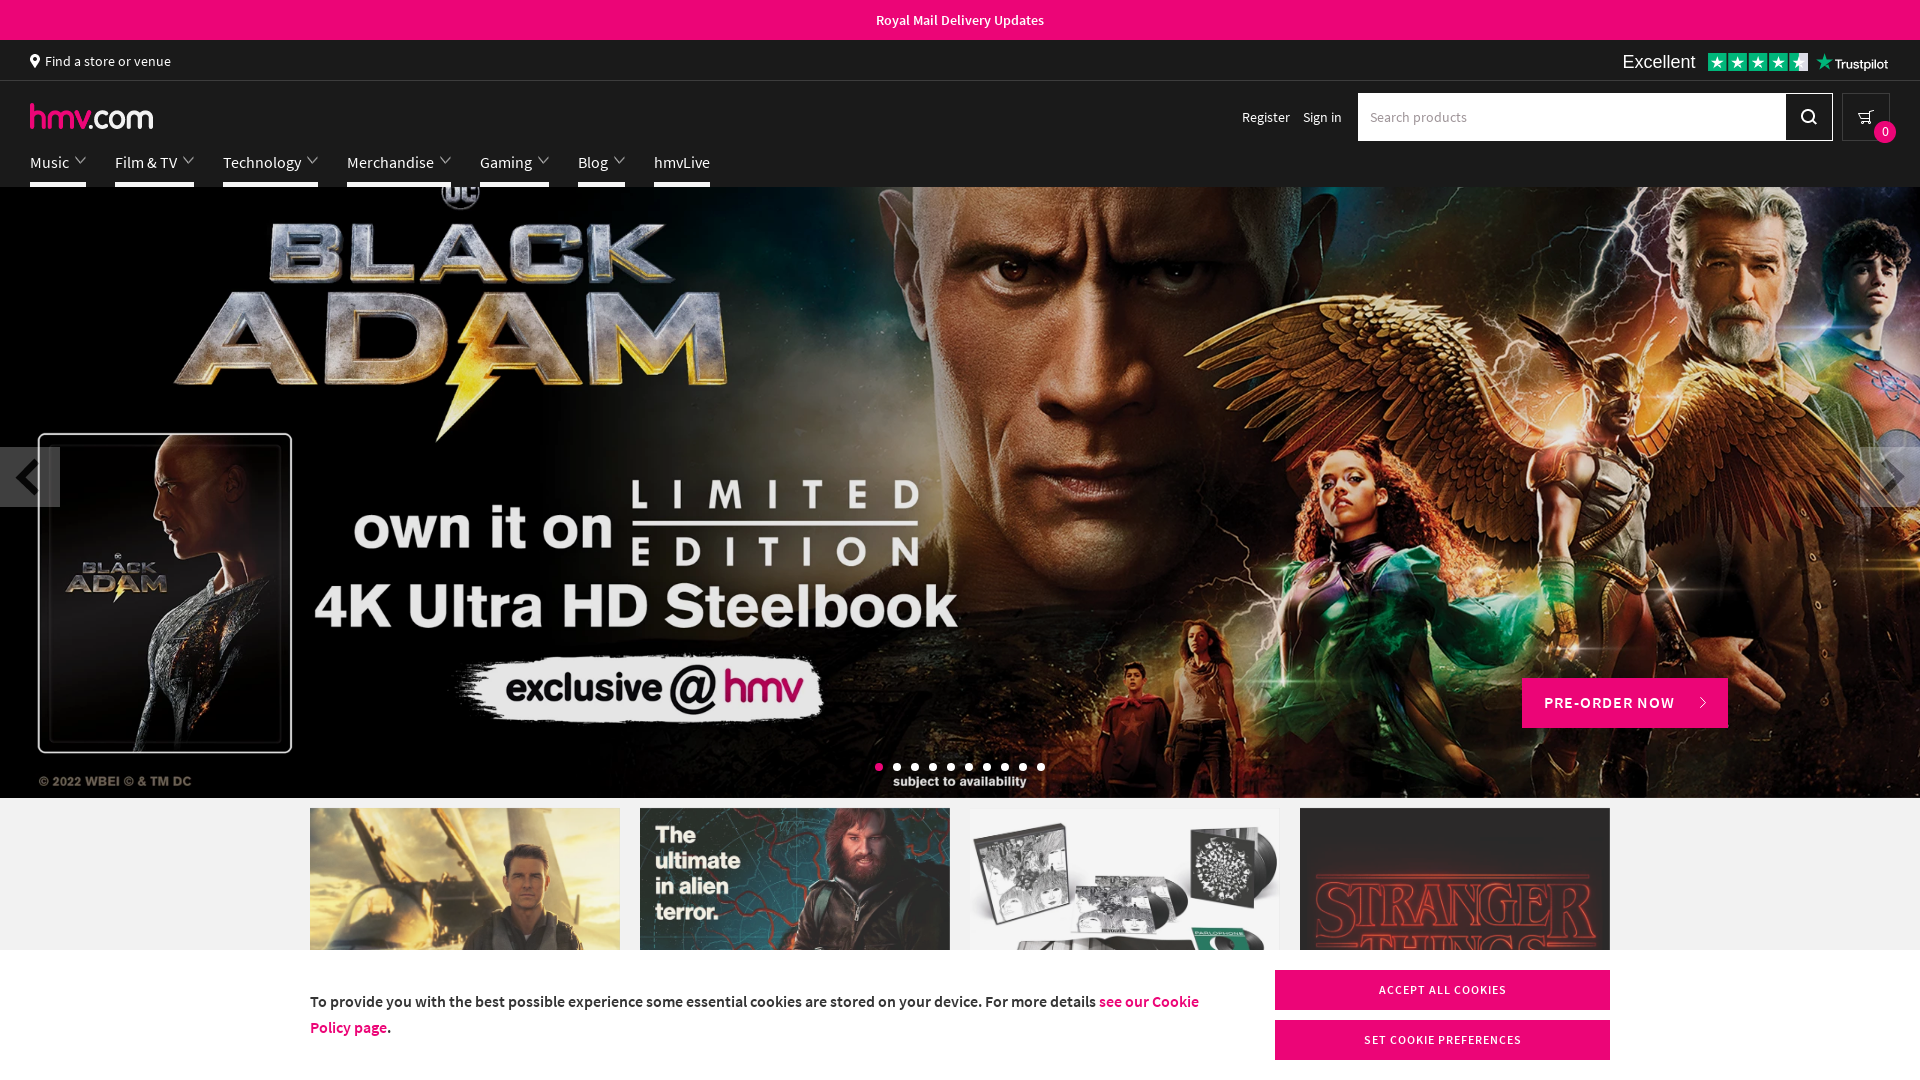 Royal Mail Delivery Updates
Find a store or venue
Excellent
Trustpilot
hmv.com
Register
Sign in
Search products
0
Music
Film & TV
Technology
Merchandise
Gaming
Blog
hmvLive
DC
BLACK
ADAM
BLACK
ADAM
own it on
LIMITED
EDITION
4K Ultra HD Steelbook
exclusive @ hmv
PRE-ORDER NOW
© 2022 WBEI © & TM DC
subject to availability
The
ultimate
in alien
terror.
PARLOPHONE
STRANGER
THINGS
To provide you with the best possible experience some essential cookies are stored on your device. For more details see our Cookie
Policy page.
ACCEPT ALL COOKIES
SET COOKIE PREFERENCES